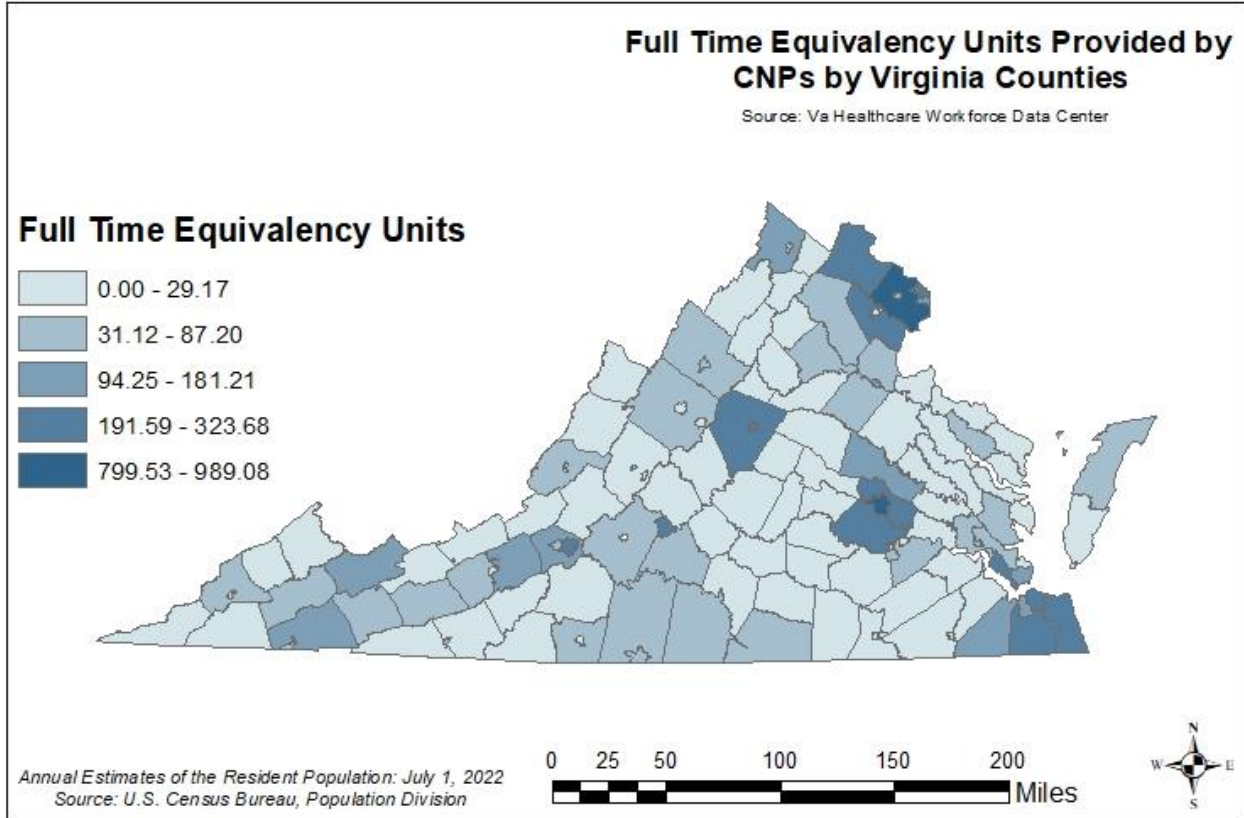 Full Time Equivalency Units Provided by
CNPs by Virginia Counties
Source: Va Healthcare Workforce Data Center
Full Time Equivalency Units
0.00 - 29.17
31.12 - 87.20
94.25 - 181.21
191.59 - 323.68
799.53 - 989.08
Annual Estimates of the Resident Population: July 1, 2022
Source: U.S. Census Bureau, Population Division
0 25 50 100 150 200
Miles
N
W E
S